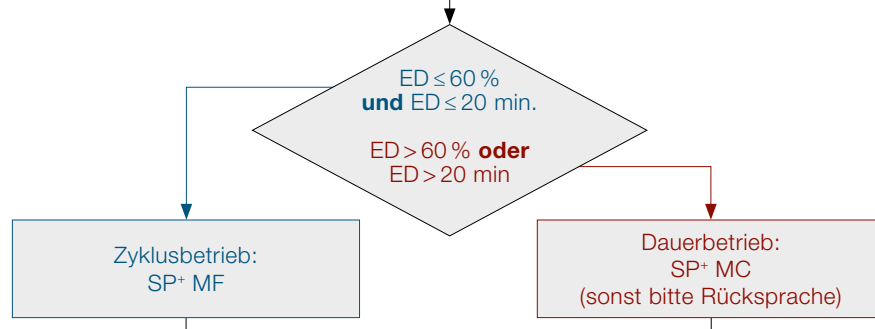 ED ≤ 60 %
und ED ≤ 20 min.
ED > 60 % oder
ED > 20 min
Zyklusbetrieb:
SP⁺ MF
Dauerbetrieb:
SP⁺ MC
(sonst bitte Rücksprache)